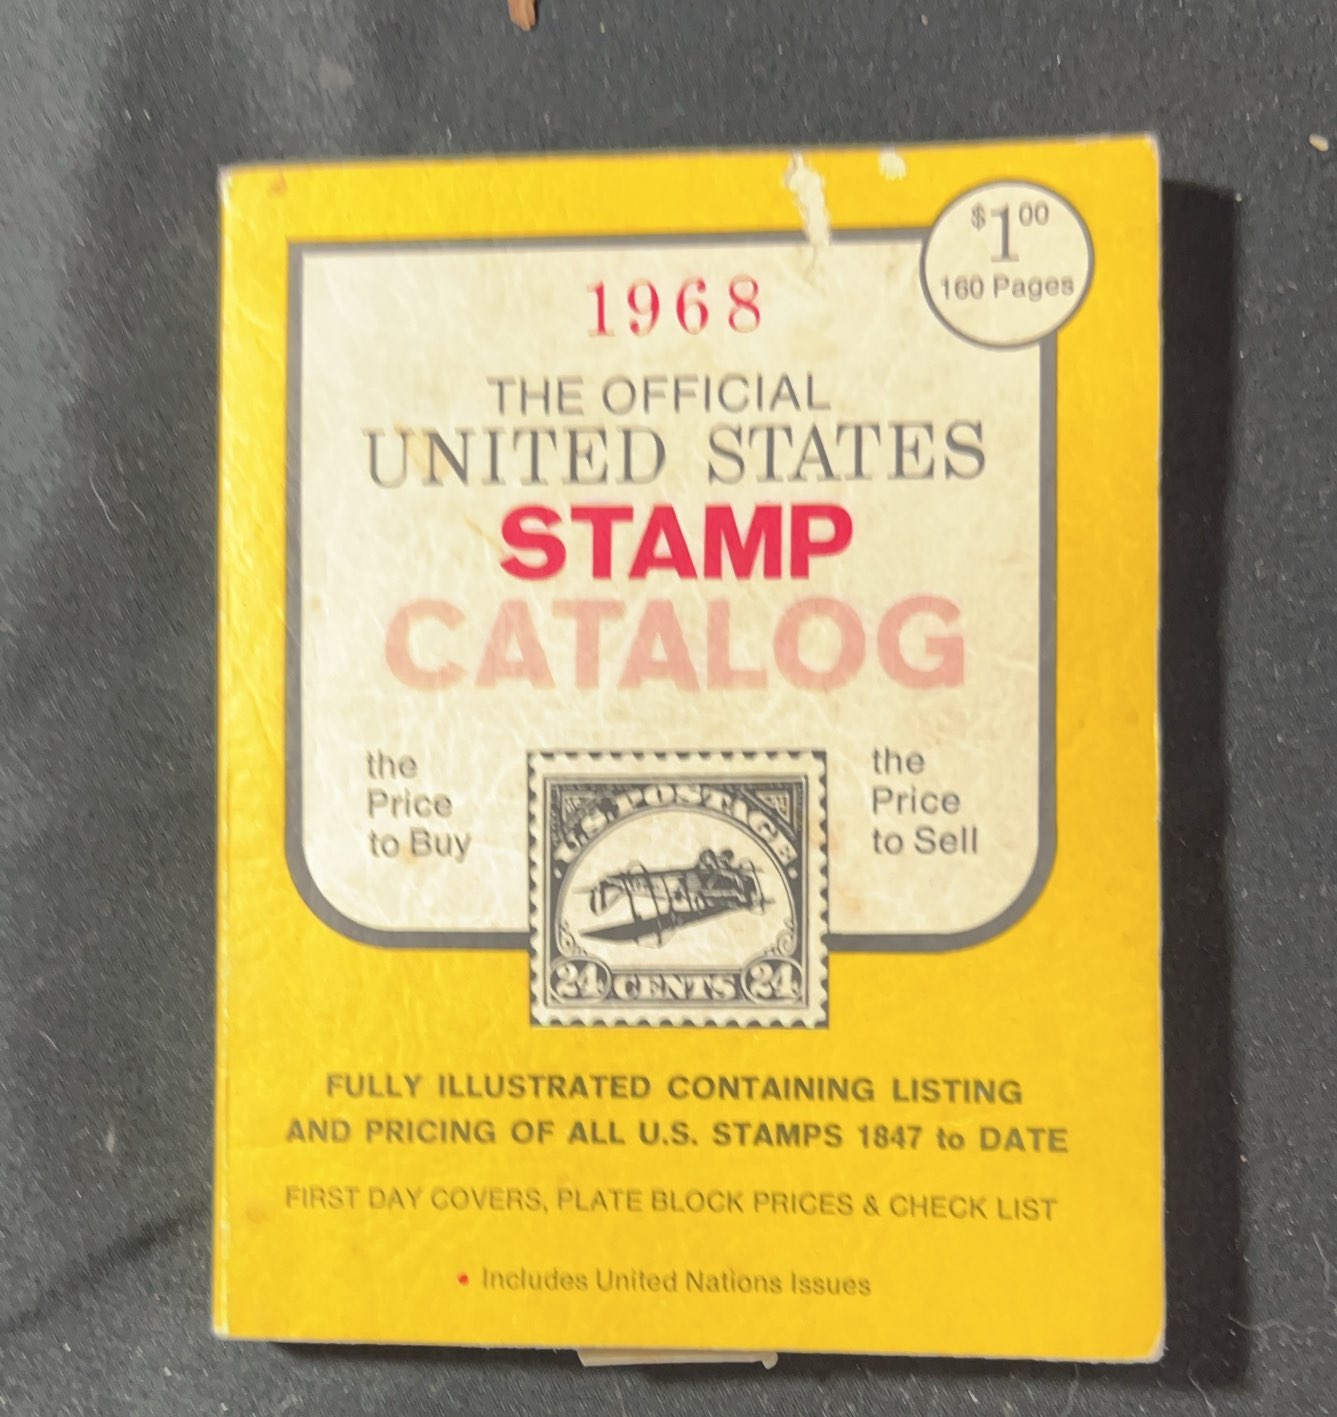 $1.00
160 Pages
1968
THE OFFICIAL
UNITED STATES
STAMP
CATALOG
the
Price
to Buy
the
Price
to Sell
U.S. POSTAGE
24 CENTS 24
FULLY ILLUSTRATED CONTAINING LISTING
AND PRICING OF ALL U.S. STAMPS 1847 to DATE
FIRST DAY COVERS, PLATE BLOCK PRICES & CHECK LIST
• Includes United Nations Issues